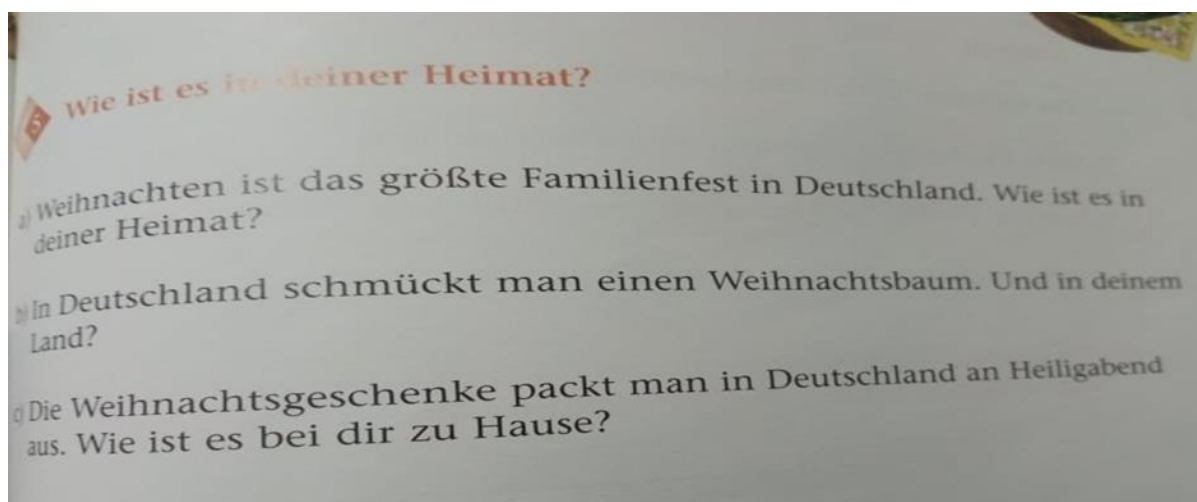 5 Wie ist es in deiner Heimat?
a) Weihnachten ist das größte Familienfest in Deutschland. Wie ist es in
deiner Heimat?
b) In Deutschland schmückt man einen Weihnachtsbaum. Und in deinem
Land?
c) Die Weihnachtsgeschenke packt man in Deutschland an Heiligabend
aus. Wie ist es bei dir zu Hause?